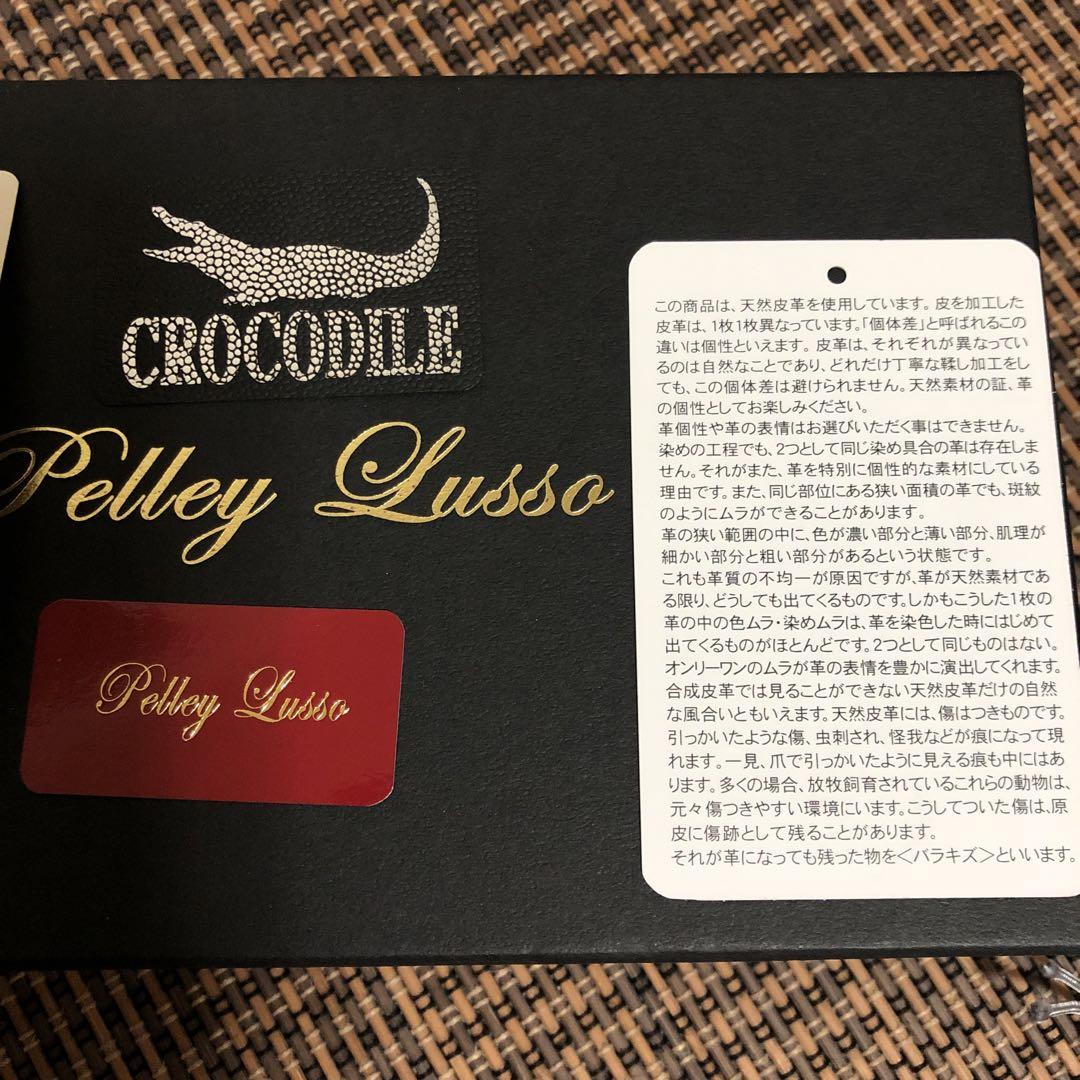 CROCODILE
Pelley Lusso
Pelley Lusso
この商品は、天然皮革を使用しています。皮を加工した
皮革は、1枚1枚異なっています。「個体差」と呼ばれるこの
違いは個性といえます。皮革は、それぞれが異なってい
るのは自然なことであり、どれだけ丁寧な鞣し加工をし
ても、この個体差は避けられません。天然素材の証、革
の個性としてお楽しみください。
革個性や革の表情はお選びいただく事はできません。
染めの工程でも、2つとして同じ染め具合の革は存在しま
せん。それがまた、革を特別に個性的な素材にしている
理由です。また、同じ部位にある狭い面積の革でも、斑紋
のようにムラができることがあります。
革の狭い範囲の中に、色が濃い部分と薄い部分、肌理が
細かい部分と粗い部分があるという状態です。
これも革質の不均一が原因ですが、革が天然素材であ
る限り、どうしても出てくるものです。しかもこうした1枚の
革の中の色ムラ・染めムラは、革を染色した時にはじめて
出てくるものがほとんどです。2つとして同じものはない。
オンリーワンのムラが革の表情を豊かに演出してくれます。
合成皮革では見ることができない天然皮革だけの自然
な風合いともいえます。天然皮革には、傷はつきものです。
引っかいたような傷、虫刺され、怪我などが痕になって現
れます。一見、爪で引っかいたように見える痕も中にはあ
ります。多くの場合、放牧飼育されているこれらの動物は、
元々傷つきやすい環境にいます。こうしてついた傷は、原
皮に傷跡として残ることがあります。
それが革になっても残った物を＜バラキズ＞といいます。